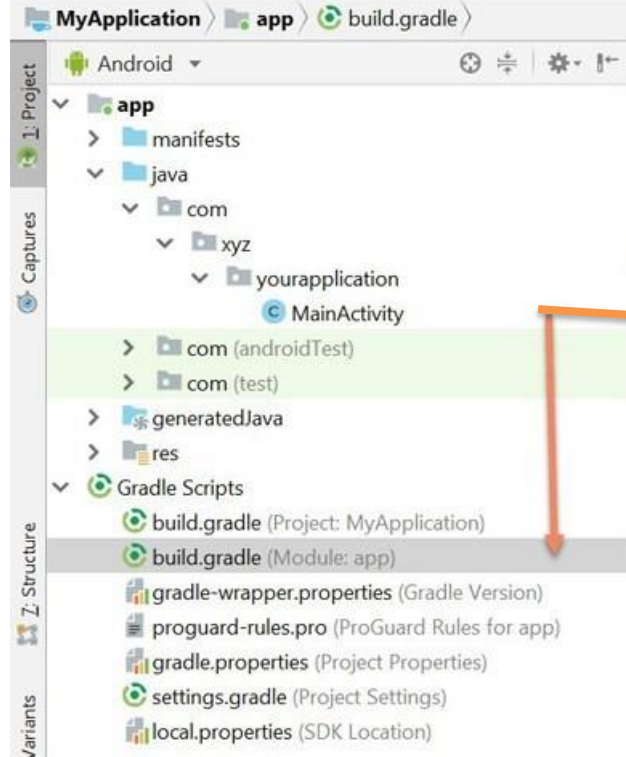 MyApplication app build.gradle
Android
app
manifests
java
com
xyz
yourapplication
MainActivity
com (androidTest)
com (test)
generatedJava
res
Gradle Scripts
build.gradle (Project: MyApplication)
build.gradle (Module: app)
gradle-wrapper.properties (Gradle Version)
proguard-rules.pro (ProGuard Rules for app)
gradle.properties (Project Properties)
settings.gradle (Project Settings)
local.properties (SDK Location)
1: Project
Captures
Z: Structure
Variants